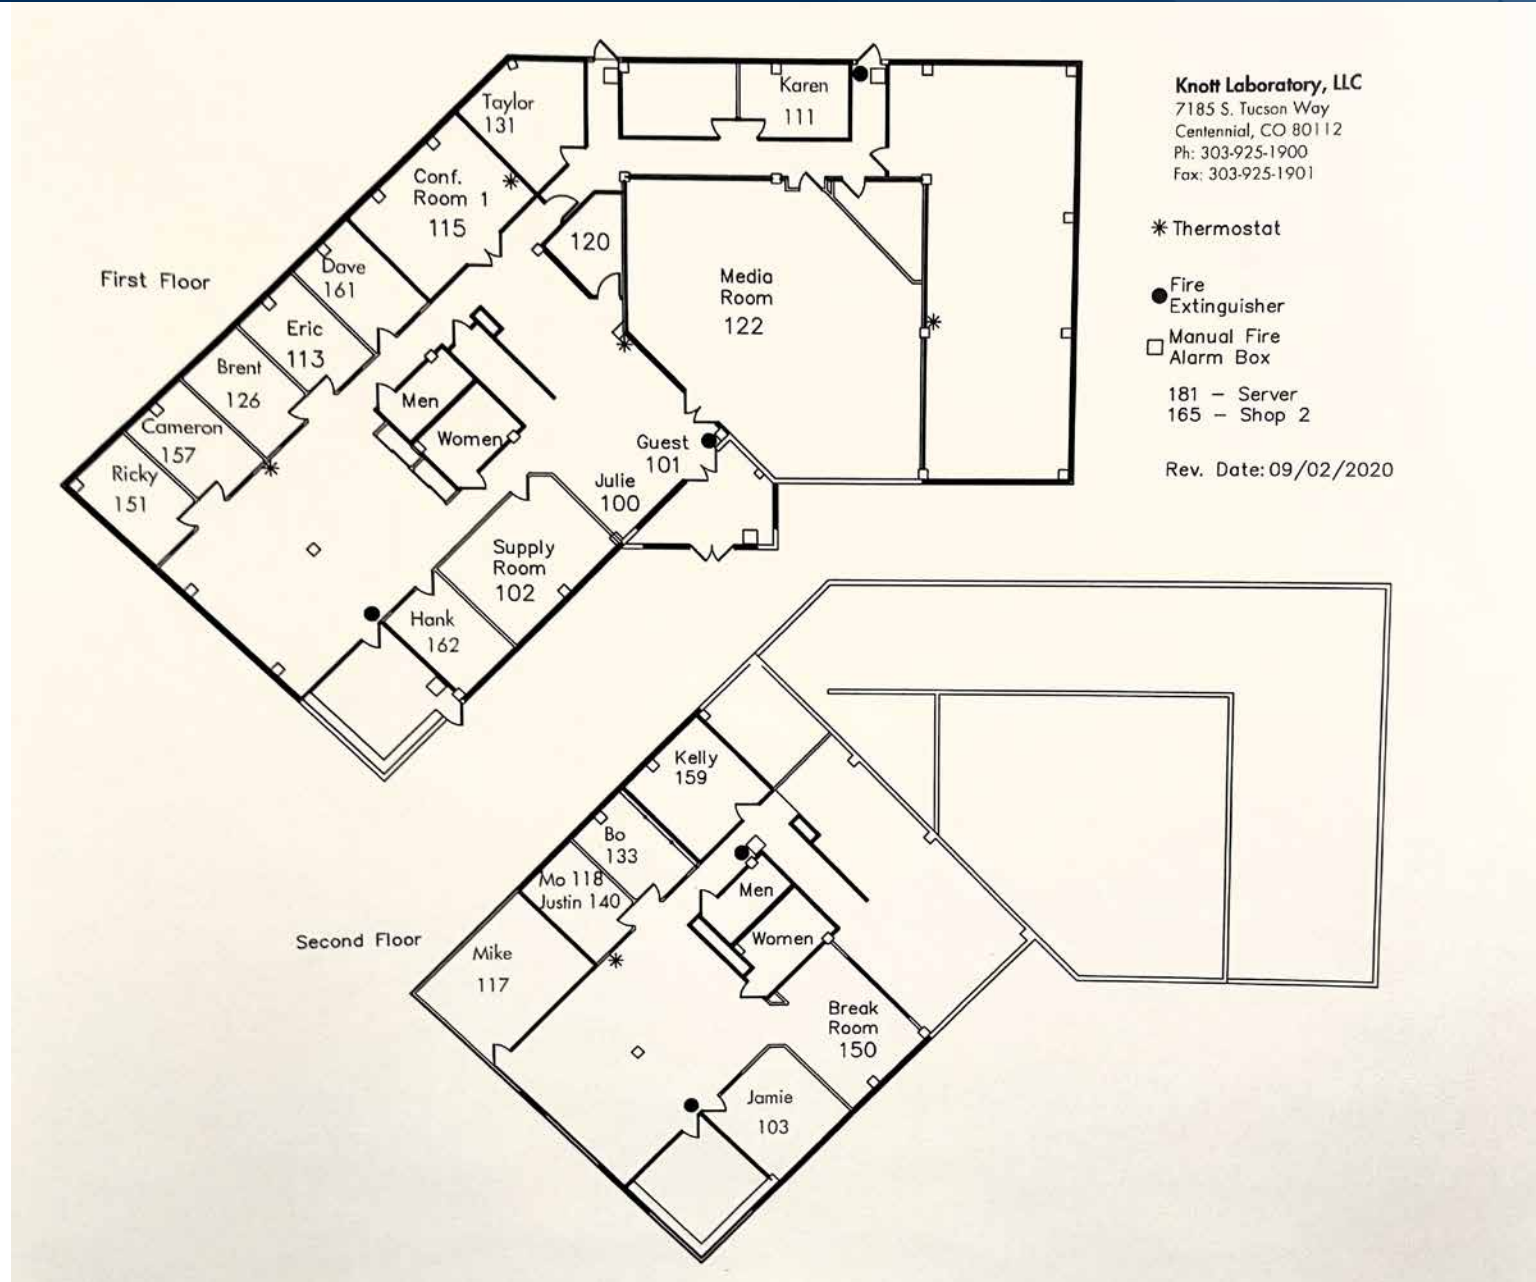 Knott Laboratory, LLC
7185 S. Tucson Way
Centennial, CO 80112
Ph: 303-925-1900
Fax: 303-925-1901
Thermostat
Fire
Extinguisher
Manual Fire
Alarm Box
181 – Server
165 – Shop 2
Rev. Date: 09/02/2020
First Floor
Taylor
131
Karen
111
Conf.
Room 1
115
120
Dave
161
Media
Room
122
Eric
113
Brent
126
Men
Cameron
157
Women
Guest
101
Ricky
151
Julie
100
Supply
Room
102
Hank
162
Second Floor
Kelly
159
Bo
133
Mo 118
Justin 140
Men
Women
Mike
117
Break
Room
150
Jamie
103